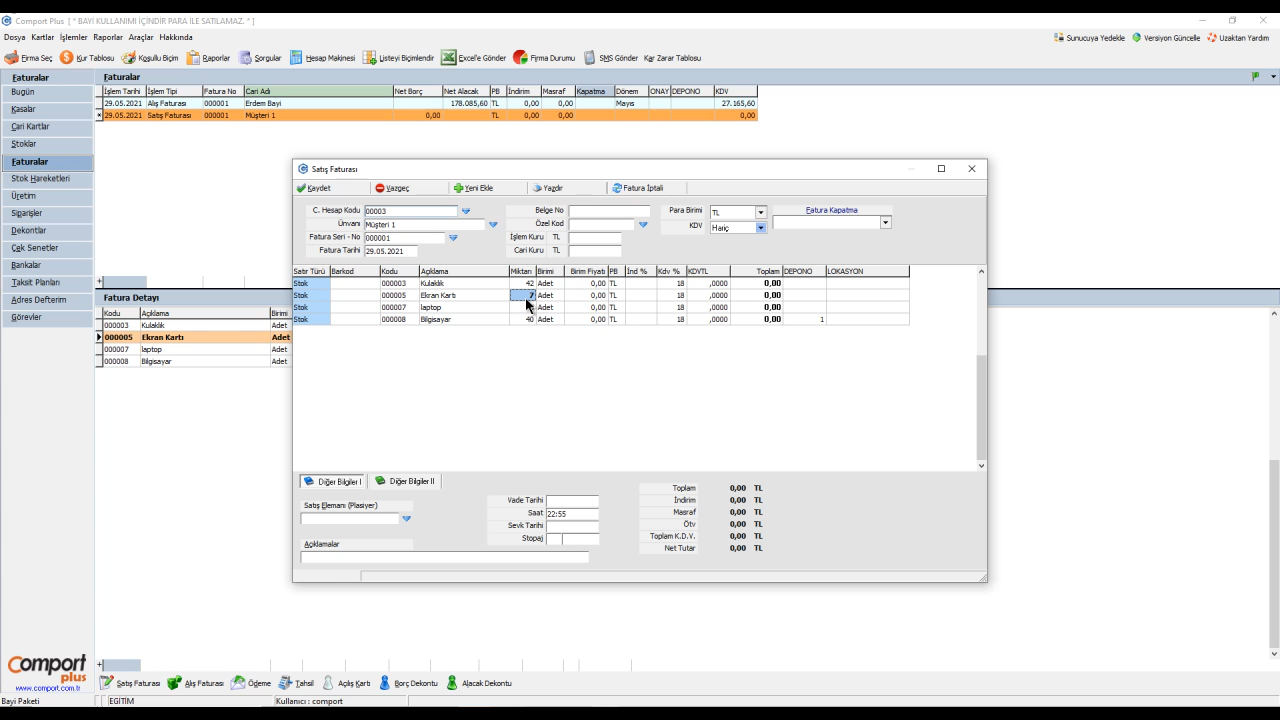 Comport Plus [ * BAYİ KULLANIMI İÇİNDİR PARA İLE SATILAMAZ. * ]
Dosya Kartlar İşlemler Raporlar Araçlar Hakkında
Sunucuya Yedekle Versiyon Güncelle Uzaktan Yardım
Firma Seç Kur Tablosu Koşullu Biçim Raporlar Sorgular Hesap Makinesi Listeyi Biçimlendir Excel'e Gönder Firma Durumu SMS Gönder Kar Zarar Tablosu
Faturalar Faturalar
Bugün
Kasalar
Cari Kartlar
Stoklar
Faturalar
Stok Hareketleri
Üretim
Siparişler
Dekontlar
Çek Senetler
Bankalar
Taksit Planları
Adres Defterim
Görevler
İşlem Tarihi İşlem Tipi Fatura No Cari Adı Net Borç Net Alacak PB İndirim Masraf Kapatma Dönem ONAY DEPONO KDV
29.05.2021 Alış Faturası 000001 Erdem Bayi 178.085,60 TL 0,00 0,00 Mayıs 27.165,60
29.05.2021 Satış Faturası 000001 Müşteri 1 0,00 TL 0,00 0,00 0,00
Fatura Detayı
Kodu Açıklama Birimi
000003 Kulaklık Adet
000005 Ekran Kartı Adet
000007 laptop Adet
000008 Bilgisayar Adet
Satış Faturası
Kaydet Vazgeç Yeni Ekle Yazdır Fatura İptali
C. Hesap Kodu 00003 Belge No Para Birimi TL Fatura Kapatma
Ünvanı Müşteri 1 Özel Kod KDV Hariç
Fatura Seri - No 000001 İşlem Kuru TL
Fatura Tarihi 29.05.2021 Cari Kuru TL
Satır Türü Barkod Kodu Açıklama Miktarı Birimi Birim Fiyatı PB İnd % Kdv % KDVTL Toplam DEPONO LOKASYON
Stok 000003 Kulaklık 42 Adet 0,00 TL 18 ,0000 0,00
Stok 000005 Ekran Kartı 7 Adet 0,00 TL 18 ,0000 0,00
Stok 000007 laptop Adet 0,00 TL 18 ,0000 0,00
Stok 000008 Bilgisayar 40 Adet 0,00 TL 18 ,0000 0,00 1
Diğer Bilgiler I Diğer Bilgiler II
Satış Elemanı (Plasiyer)
Açıklamalar
Vade Tarihi
Saat 22:55
Sevk Tarihi
Stopaj
Toplam 0,00 TL
İndirim 0,00 TL
Masraf 0,00 TL
Ötv 0,00 TL
Toplam K.D.V. 0,00 TL
Net Tutar 0,00 TL
Comport
plus
www.comport.com.tr
Satış Faturası Alış Faturası Ödeme Tahsil Açılış Kartı Borç Dekontu Alacak Dekontu
Bayi Paketi EĞİTİM Kullanıcı : comport